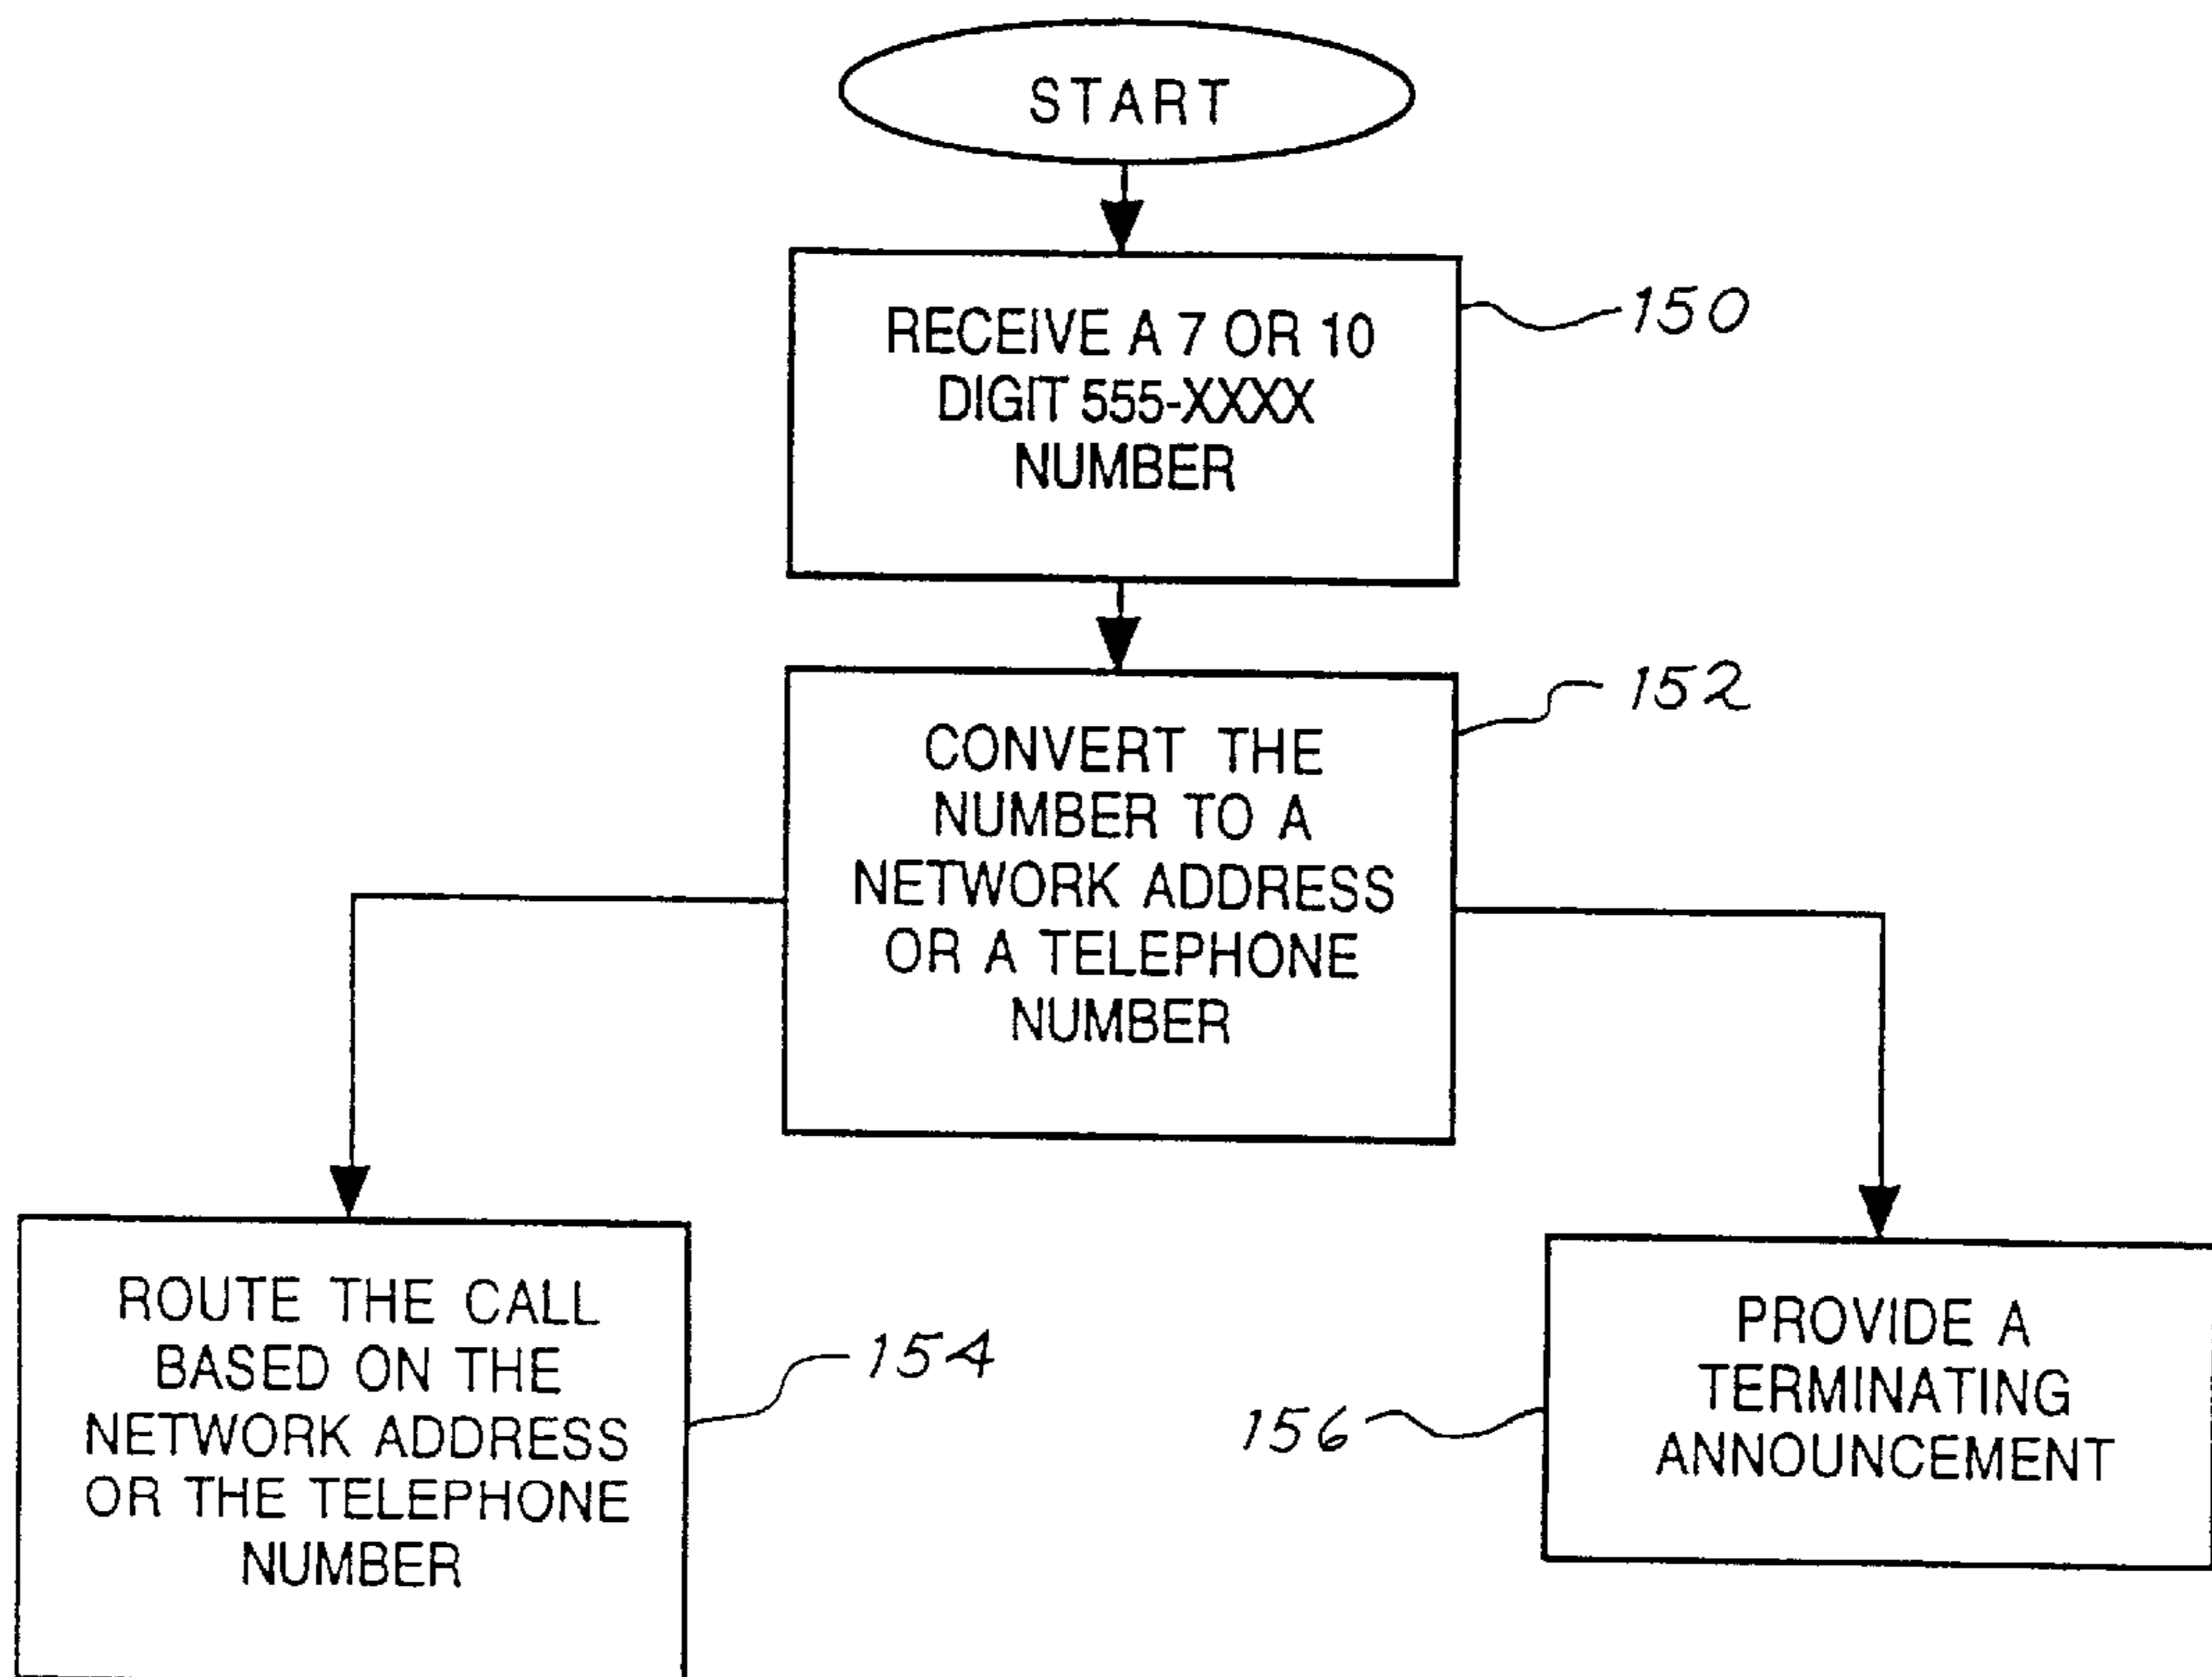 START
RECEIVE A 7 OR 10
DIGIT 555-XXXX
NUMBER
150
CONVERT THE
NUMBER TO A
NETWORK ADDRESS
OR A TELEPHONE
NUMBER
152
ROUTE THE CALL
BASED ON THE
NETWORK ADDRESS
OR THE TELEPHONE
NUMBER
154
PROVIDE A
TERMINATING
ANNOUNCEMENT
156